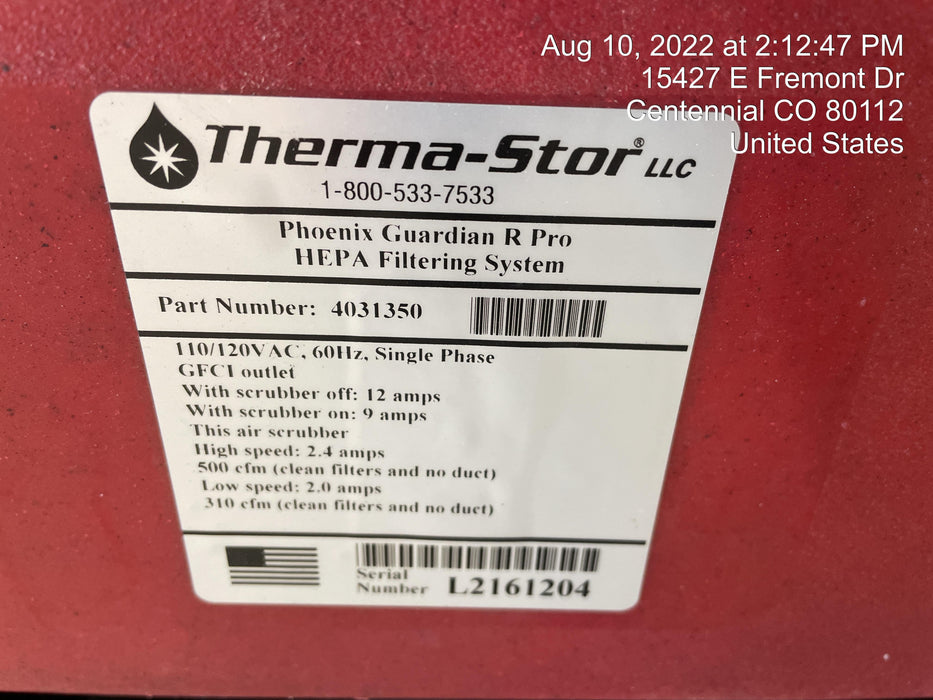 Aug 10, 2022 at 2:12:47 PM
15427 E Fremont Dr
Centennial CO 80112
United States
Therma-Stor® LLC
1-800-533-7533
Phoenix Guardian R Pro
HEPA Filtering System
Part Number: 4031350
110/120VAC, 60Hz, Single Phase
GFCI outlet
With scrubber off: 12 amps
With scrubber on: 9 amps
This air scrubber
High speed: 2.4 amps
500 cfm (clean filters and no duct)
Low speed: 2.0 amps
310 cfm (clean filters and no duct)
Serial
Number L2161204